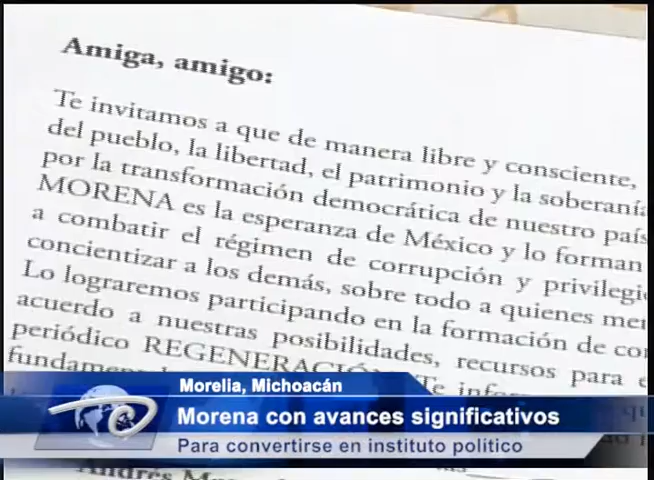 Amiga, amigo:
Te invitamos a que de manera libre y consciente,
del pueblo, la libertad, el patrimonio y la soberanía
por la transformación democrática de nuestro país
MORENA es la esperanza de México y lo forman
a combatir el régimen de corrupción y privilegi
concientizar a los demás, sobre todo a quienes me
Lo lograremos participando en la formación de co
acuerdo a nuestras posibilidades, recursos para
periódico REGENERACIÓN. Te
Morelia, Michoacán
Morena con avances significativos
Para convertirse en instituto político
Andrés